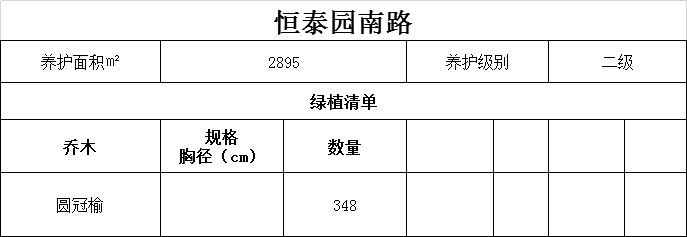 恒泰园南路
养护面积㎡ 2895 养护级别 二级
绿植清单
乔木 规格 数量
胸径（cm）
圆冠榆 348